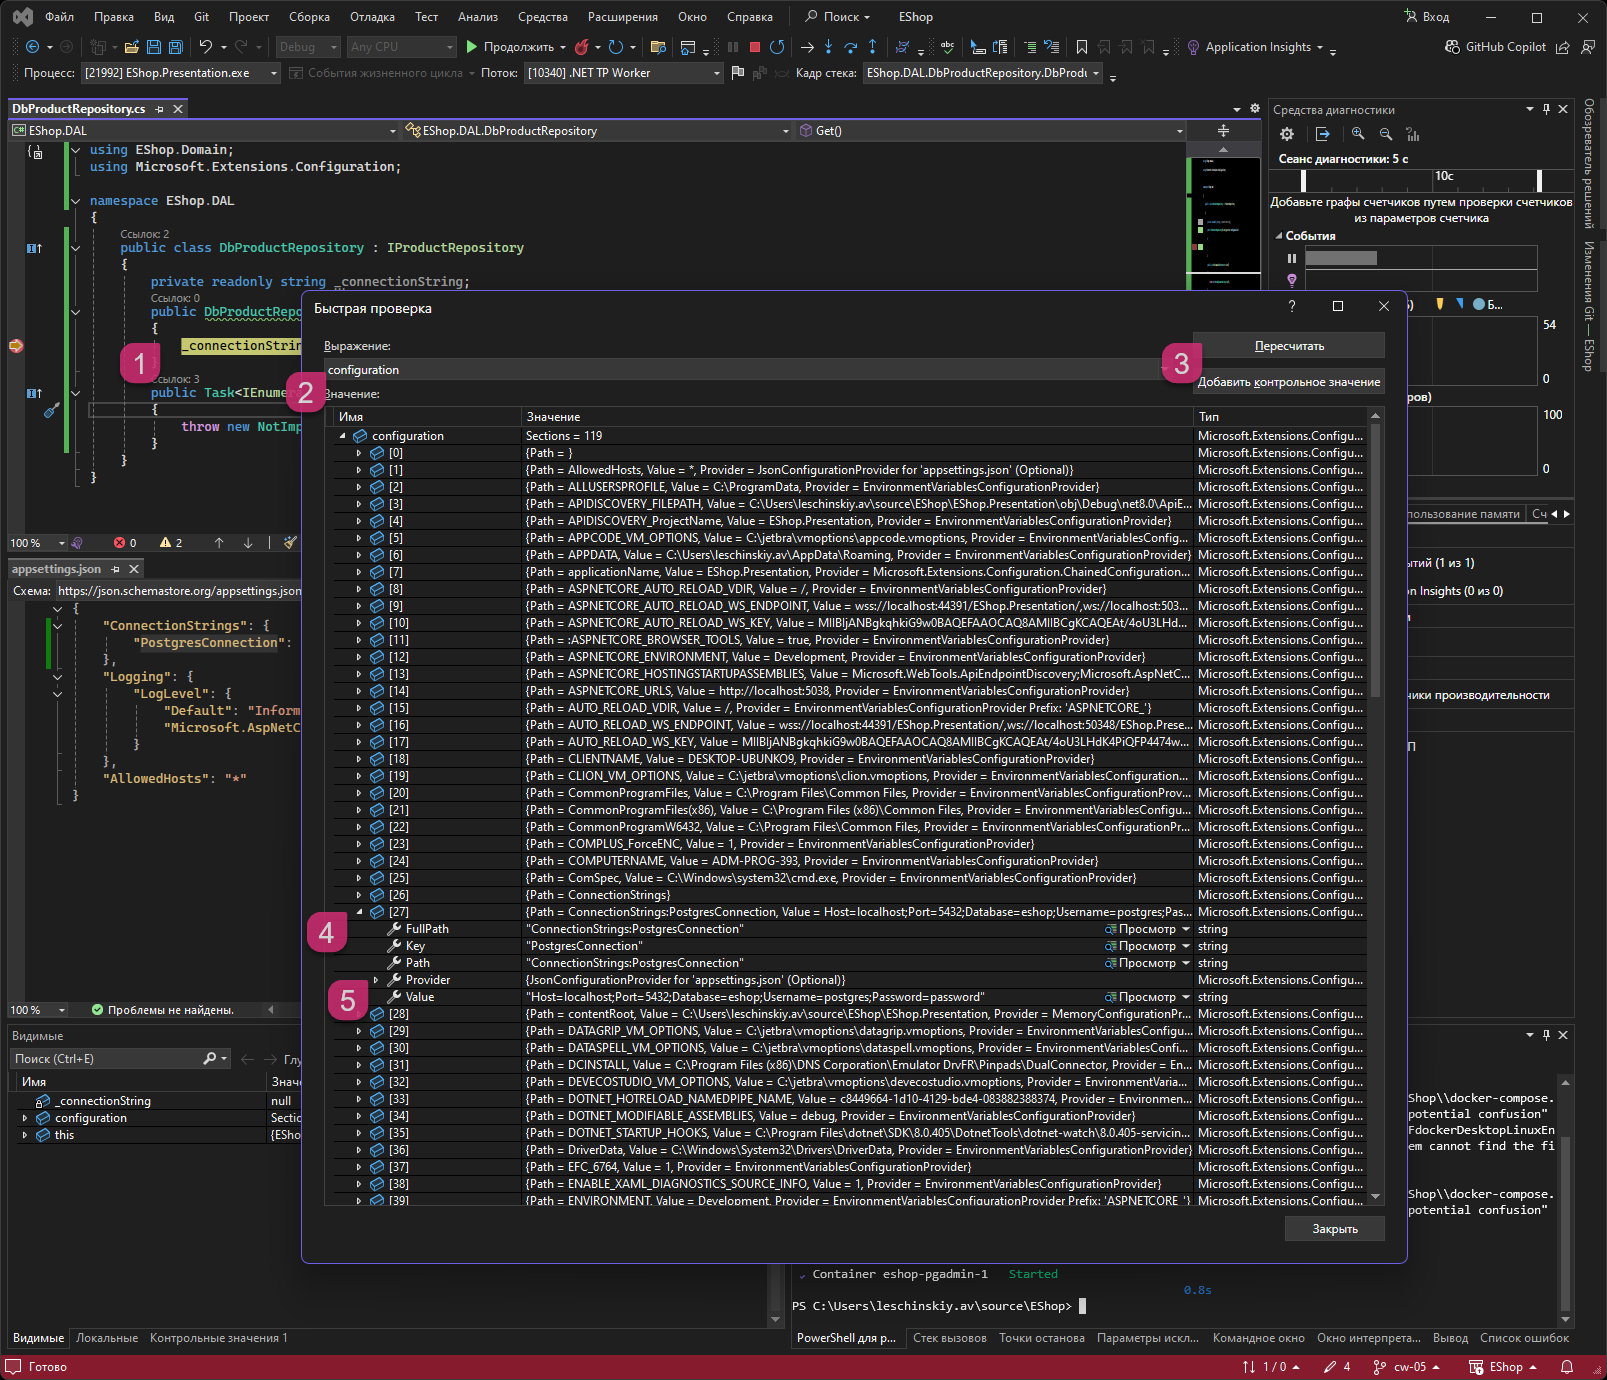 Файл Правка Вид Git Проект Сборка Отладка Тест Анализ Средства Расширения Окно Справка Поиск EShop Вход
Debug Any CPU Продолжить Application Insights GitHub Copilot
Процесс: [21992] EShop.Presentation.exe События жизненного цикла Поток: [10340] .NET TP Worker Кадр стека: EShop.DAL.DbProductRepository.DbProdu
DbProductRepository.cs
EShop.DAL EShop.DAL.DbProductRepository Get()
using EShop.Domain;
using Microsoft.Extensions.Configuration;
namespace EShop.DAL
{
Ссылок: 2
public class DbProductRepository : IProductRepository
{
private readonly string _connectionString;
Ссылок: 0
public DbProductRepo
{
_connectionStrin
1
Ссылок: 3
public Task<IEnumer
{
throw new NotImp
}
}
}
100 % 0 2
appsettings.json
Схема: https://json.schemastore.org/appsettings.json
{
"ConnectionStrings": {
"PostgresConnection":
},
"Logging": {
"LogLevel": {
"Default": "Inform
"Microsoft.AspNetC
}
},
"AllowedHosts": "*"
}
100 % Проблемы не найдены.
Видимые
Поиск (Ctrl+E) Глу
Имя Значе
_connectionString null
configuration Sectio
this {EShop
Видимые Локальные Контрольные значения 1
Быстрая проверка
Выражение:
configuration
2
3
Пересчитать
Добавить контрольное значение
Значение:
Имя Значение Тип
configuration Sections = 119 Microsoft.Extensions.Configu...
[0] {Path = } Microsoft.Extensions.Configu...
[1] {Path = AllowedHosts, Value = *, Provider = JsonConfigurationProvider for 'appsettings.json' (Optional)} Microsoft.Extensions.Configu...
[2] {Path = ALLUSERSPROFILE, Value = C:\ProgramData, Provider = EnvironmentVariablesConfigurationProvider} Microsoft.Extensions.Configu...
[3] {Path = APIDISCOVERY_FILEPATH, Value = C:\Users\leschinskiy.av\source\EShop\EShop.Presentation\obj\Debug\net8.0\ApiE... Microsoft.Extensions.Configu...
[4] {Path = APIDISCOVERY_ProjectName, Value = EShop.Presentation, Provider = EnvironmentVariablesConfigurationProvider} Microsoft.Extensions.Configu...
[5] {Path = APPCODE_VM_OPTIONS, Value = C:\jetbra\vmoptions\appcode.vmoptions, Provider = EnvironmentVariablesConfigu... Microsoft.Extensions.Configu...
[6] {Path = APPDATA, Value = C:\Users\leschinskiy.av\AppData\Roaming, Provider = EnvironmentVariablesConfigurationProvider} Microsoft.Extensions.Configu...
[7] {Path = applicationName, Value = EShop.Presentation, Provider = Microsoft.Extensions.Configuration.ChainedConfiguration... Microsoft.Extensions.Configu...
[8] {Path = ASPNETCORE_AUTO_RELOAD_VDIR, Value = /, Provider = EnvironmentVariablesConfigurationProvider} Microsoft.Extensions.Configu...
[9] {Path = ASPNETCORE_AUTO_RELOAD_WS_ENDPOINT, Value = wss://localhost:44391/EShop.Presentation/,ws://localhost:503... Microsoft.Extensions.Configu...
[10] {Path = ASPNETCORE_AUTO_RELOAD_WS_KEY, Value = MIIBIjANBgkqhkiG9w0BAQEFAAOCAQ8AMIIBCgKCAQEAt/4oU3LHd... Microsoft.Extensions.Configu...
[11] {Path = :ASPNETCORE_BROWSER_TOOLS, Value = true, Provider = EnvironmentVariablesConfigurationProvider} Microsoft.Extensions.Configu...
[12] {Path = ASPNETCORE_ENVIRONMENT, Value = Development, Provider = EnvironmentVariablesConfigurationProvider} Microsoft.Extensions.Configu...
[13] {Path = ASPNETCORE_HOSTINGSTARTUPASSEMBLIES, Value = Microsoft.WebTools.ApiEndpointDiscovery;Microsoft.AspNetC... Microsoft.Extensions.Configu...
[14] {Path = ASPNETCORE_URLS, Value = http://localhost:5038, Provider = EnvironmentVariablesConfigurationProvider} Microsoft.Extensions.Configu...
[15] {Path = AUTO_RELOAD_VDIR, Value = /, Provider = EnvironmentVariablesConfigurationProvider Prefix: 'ASPNETCORE_'} Microsoft.Extensions.Configu...
[16] {Path = AUTO_RELOAD_WS_ENDPOINT, Value = wss://localhost:44391/EShop.Presentation/,ws://localhost:50348/EShop.Prese... Microsoft.Extensions.Configu...
[17] {Path = AUTO_RELOAD_WS_KEY, Value = MIIBIjANBgkqhkiG9w0BAQEFAAOCAQ8AMIIBCgKCAQEAt/4oU3LHdK4PiQFP4474w... Microsoft.Extensions.Configu...
[18] {Path = CLIENTNAME, Value = DESKTOP-UBUNKO9, Provider = EnvironmentVariablesConfigurationProvider} Microsoft.Extensions.Configu...
[19] {Path = CLION_VM_OPTIONS, Value = C:\jetbra\vmoptions\clion.vmoptions, Provider = EnvironmentVariablesConfiguration... Microsoft.Extensions.Configu...
[20] {Path = CommonProgramFiles, Value = C:\Program Files\Common Files, Provider = EnvironmentVariablesConfigurationProv... Microsoft.Extensions.Configu...
[21] {Path = CommonProgramFiles(x86), Value = C:\Program Files (x86)\Common Files, Provider = EnvironmentVariablesConfigu... Microsoft.Extensions.Configu...
[22] {Path = CommonProgramW6432, Value = C:\Program Files\Common Files, Provider = EnvironmentVariablesConfigurationPr... Microsoft.Extensions.Configu...
[23] {Path = COMPLUS_ForceENC, Value = 1, Provider = EnvironmentVariablesConfigurationProvider} Microsoft.Extensions.Configu...
[24] {Path = COMPUTERNAME, Value = ADM-PROG-393, Provider = EnvironmentVariablesConfigurationProvider} Microsoft.Extensions.Configu...
[25] {Path = ComSpec, Value = C:\Windows\system32\cmd.exe, Provider = EnvironmentVariablesConfigurationProvider} Microsoft.Extensions.Configu...
[26] {Path = ConnectionStrings} Microsoft.Extensions.Configu...
[27] {Path = ConnectionStrings:PostgresConnection, Value = Host=localhost;Port=5432;Database=eshop;Username=postgres;Pas... Microsoft.Extensions.Configu...
4
FullPath "ConnectionStrings:PostgresConnection" Просмотр string
Key "PostgresConnection" Просмотр string
Path "ConnectionStrings:PostgresConnection" Просмотр string
Provider {JsonConfigurationProvider for 'appsettings.json' (Optional)} Microsoft.Extensions.Configu...
5
Value "Host=localhost;Port=5432;Database=eshop;Username=postgres;Password=password" Просмотр string
[28] {Path = contentRoot, Value = C:\Users\leschinskiy.av\source\EShop\EShop.Presentation, Provider = MemoryConfigurationPr... Microsoft.Extensions.Configu...
[29] {Path = DATAGRIP_VM_OPTIONS, Value = C:\jetbra\vmoptions\datagrip.vmoptions, Provider = EnvironmentVariablesConfigu... Microsoft.Extensions.Configu...
[30] {Path = DATASPELL_VM_OPTIONS, Value = C:\jetbra\vmoptions\dataspell.vmoptions, Provider = EnvironmentVariablesConfi... Microsoft.Extensions.Configu...
[31] {Path = DCINSTALL, Value = C:\Program Files (x86)\DNS Corporation\Emulator DrvFR\Pinpads\DualConnector, Provider = En... Microsoft.Extensions.Configu...
[32] {Path = DEVECOSTUDIO_VM_OPTIONS, Value = C:\jetbra\vmoptions\devecostudio.vmoptions, Provider = EnvironmentVaria... Microsoft.Extensions.Configu...
[33] {Path = DOTNET_HOTRELOAD_NAMEDPIPE_NAME, Value = c8449664-1d10-4129-bde4-083882388374, Provider = Environmen... Microsoft.Extensions.Configu...
[34] {Path = DOTNET_MODIFIABLE_ASSEMBLIES, Value = debug, Provider = EnvironmentVariablesConfigurationProvider} Microsoft.Extensions.Configu...
[35] {Path = DOTNET_STARTUP_HOOKS, Value = C:\Program Files\dotnet\SDK\8.0.405\DotnetTools\dotnet-watch\8.0.405-servicin... Microsoft.Extensions.Configu...
[36] {Path = DriverData, Value = C:\Windows\System32\Drivers\DriverData, Provider = EnvironmentVariablesConfigurationProvider} Microsoft.Extensions.Configu...
[37] {Path = EFC_6764, Value = 1, Provider = EnvironmentVariablesConfigurationProvider} Microsoft.Extensions.Configu...
[38] {Path = ENABLE_XAML_DIAGNOSTICS_SOURCE_INFO, Value = 1, Provider = EnvironmentVariablesConfigurationProvider} Microsoft.Extensions.Configu...
[39] {Path = ENVIRONMENT, Value = Development, Provider = EnvironmentVariablesConfigurationProvider Prefix: 'ASPNETCORE_'} Microsoft.Extensions.Configu...
Закрыть
Средства диагностики
Сеанс диагностики: 5 с
10с
Добавьте графы счетчиков путем проверки счетчиков
из параметров счетчика
События
Б...
54
0
ров)
100
0
пользование памяти Сч
ытий (1 из 1)
on Insights (0 из 0)
чики производительности
Обозреватель решений
Изменения Git — EShop
Shop\\docker-compose.
potential confusion"
FdockerDesktopLinuxEn
em cannot find the fi
Shop\\docker-compose.
potential confusion"
Container eshop-pgadmin-1 Started
0.8s
PS C:\Users\leschinskiy.av\source\EShop>
PowerShell для р... Стек вызовов Точки останова Параметры искл... Командное окно Окно интерпрета... Вывод Список ошибок
Готово 1 / 0 4 cw-05 EShop